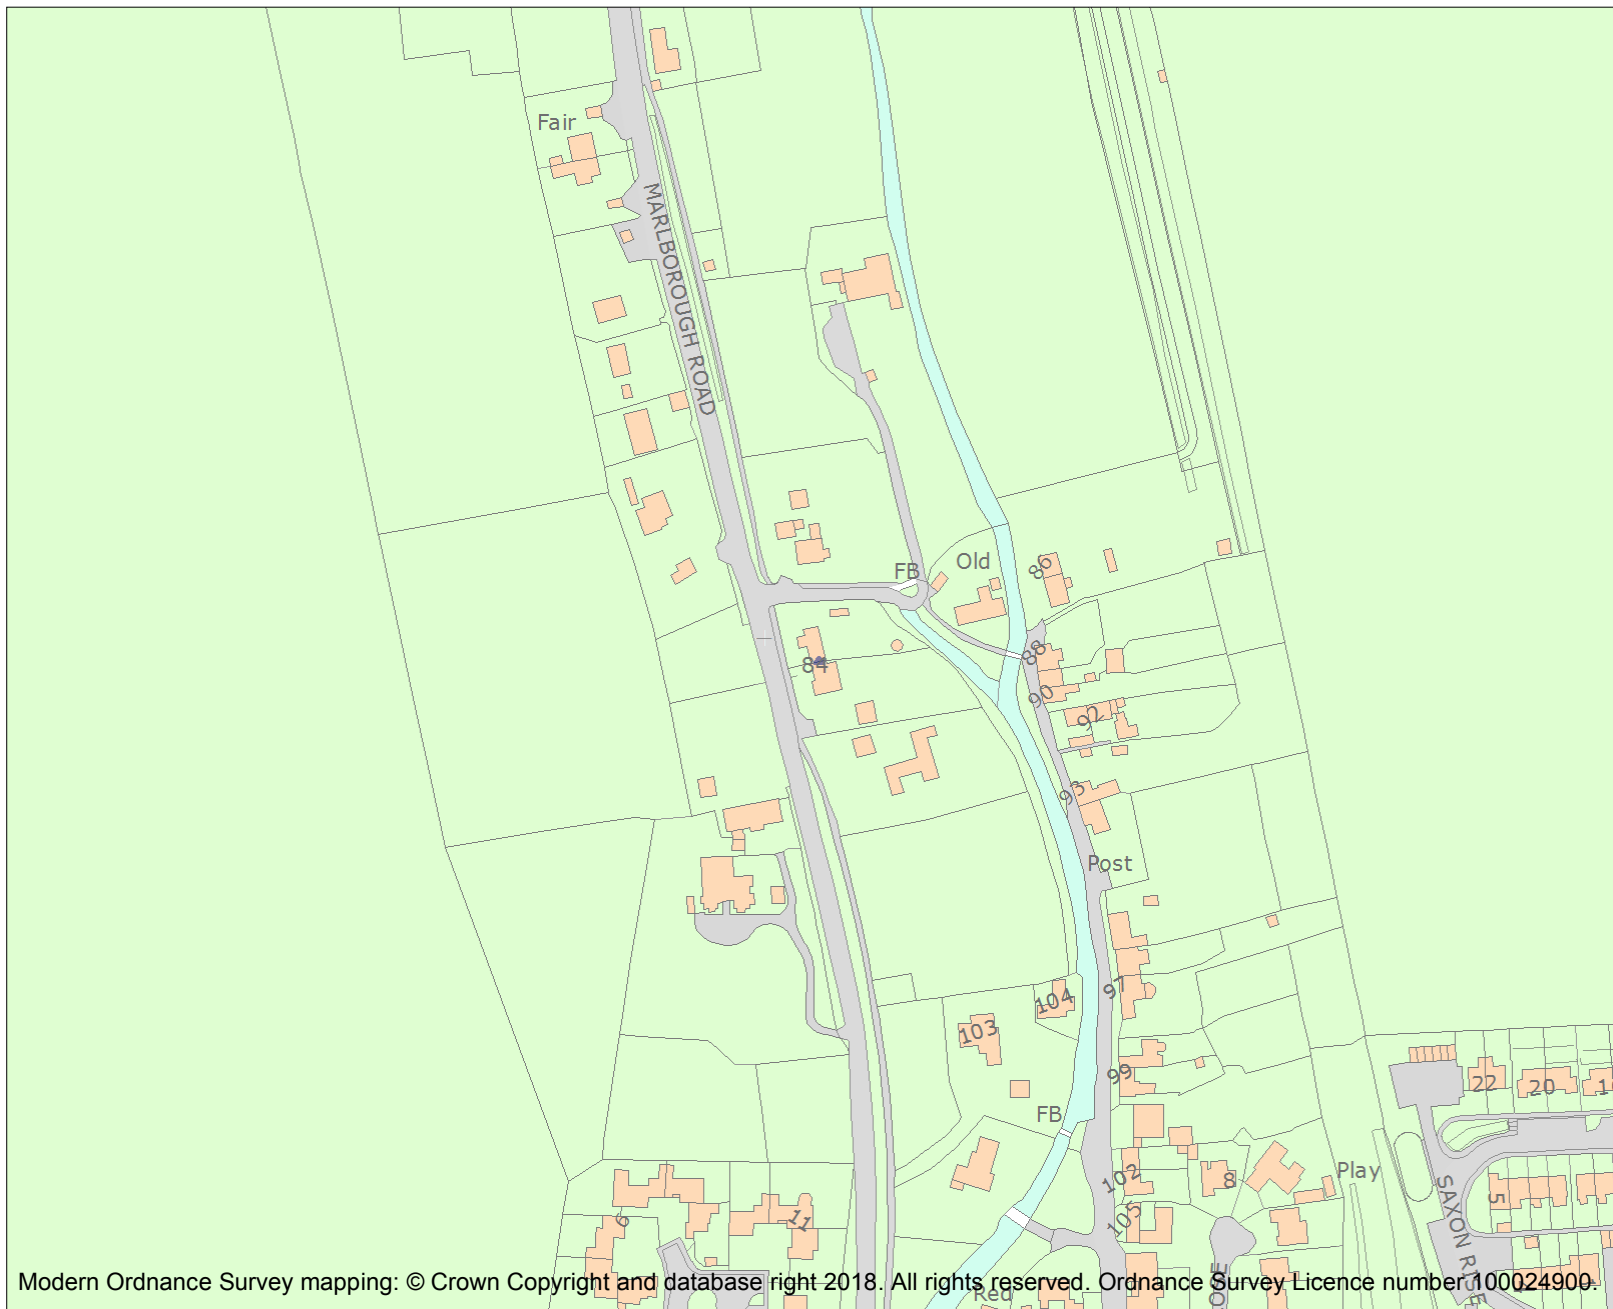 Fair
MARLBOROUGH ROAD
FB
Old
86
88
84
90
92
93
Post
97
104
103
99
22
20
FB
102
8
Play
SAXON RISE
5
105
6
11
Modern Ordnance Survey mapping: © Crown Copyright and database right 2018. All rights reserved. Ordnance Survey Licence number 100024900.
Red